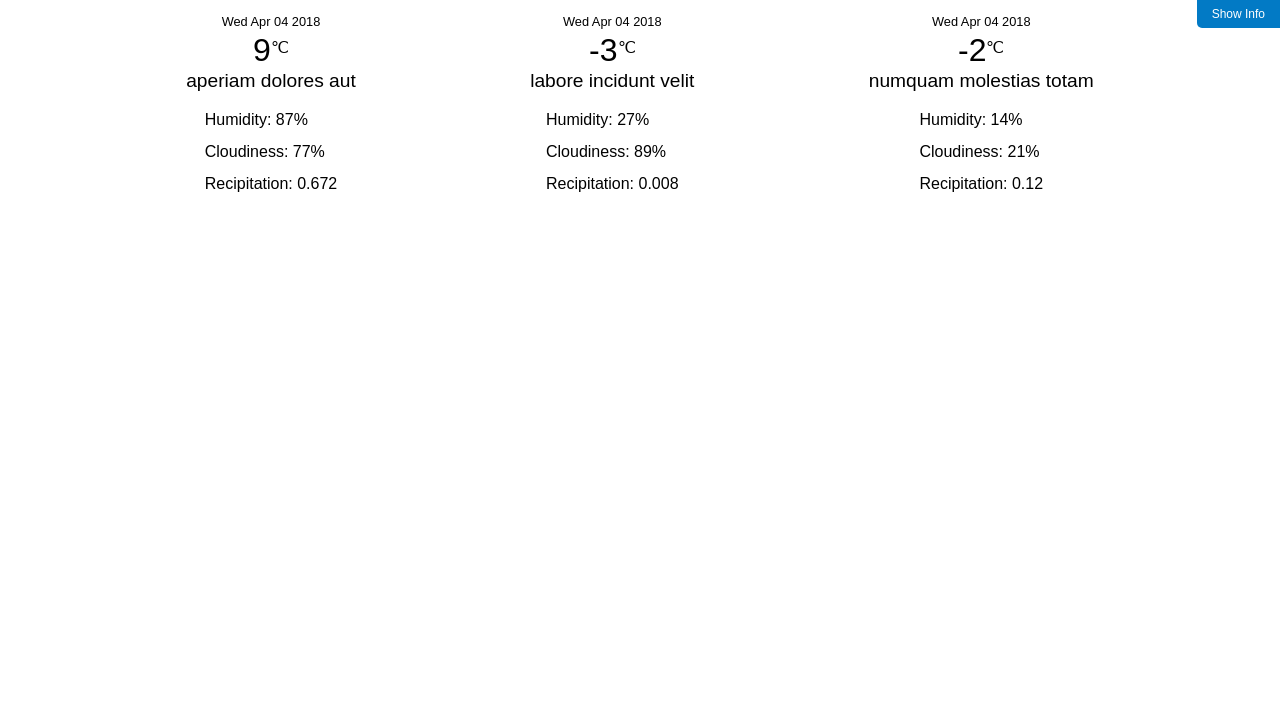 Wed Apr 04 2018
9℃
aperiam dolores aut
Humidity: 87%
Cloudiness: 77%
Recipitation: 0.672
Wed Apr 04 2018
-3℃
labore incidunt velit
Humidity: 27%
Cloudiness: 89%
Recipitation: 0.008
Wed Apr 04 2018
-2℃
numquam molestias totam
Humidity: 14%
Cloudiness: 21%
Recipitation: 0.12
Show Info